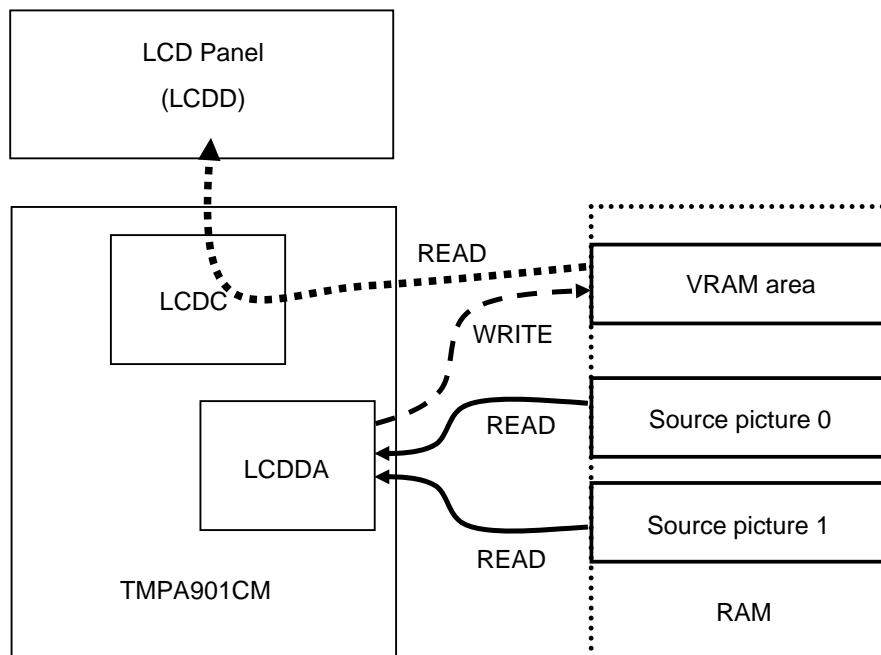 LCD Panel
(LCDD)
READ
LCDC
VRAM area
WRITE
READ
Source picture 0
LCDDA
Source picture 1
READ
TMPA901CM
RAM